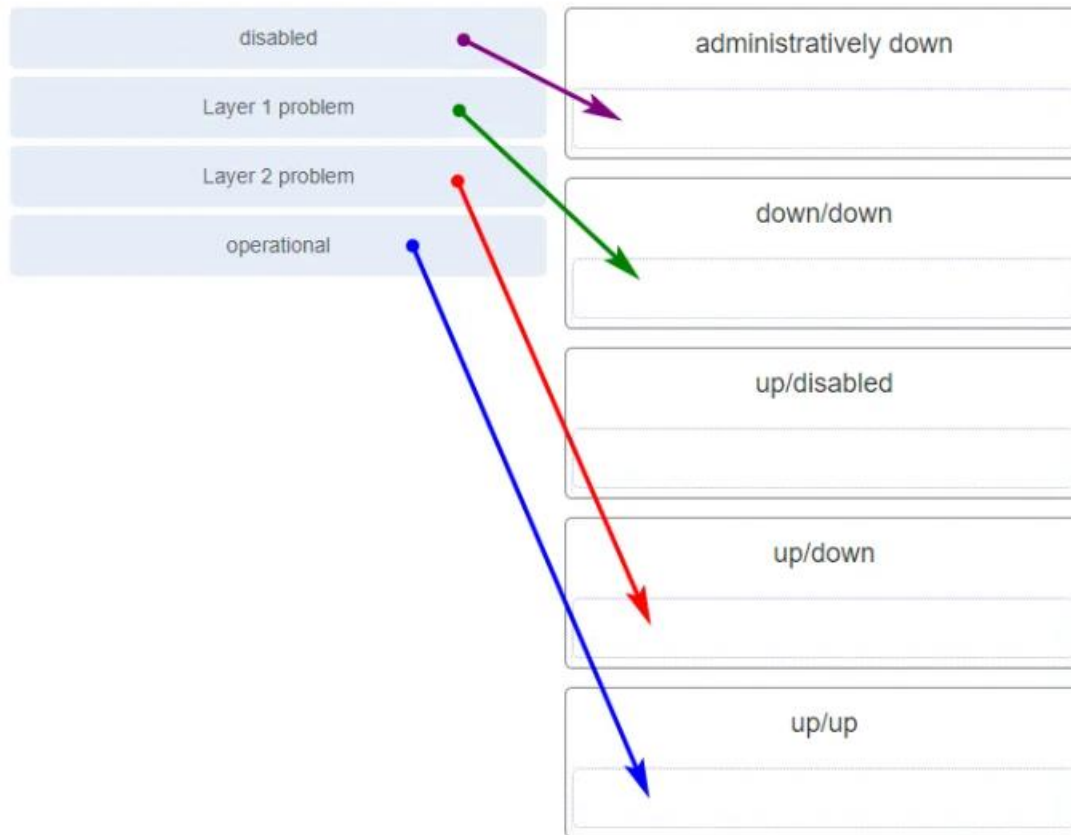 disabled
Layer 1 problem
Layer 2 problem
operational
administratively down
down/down
up/disabled
up/down
up/up